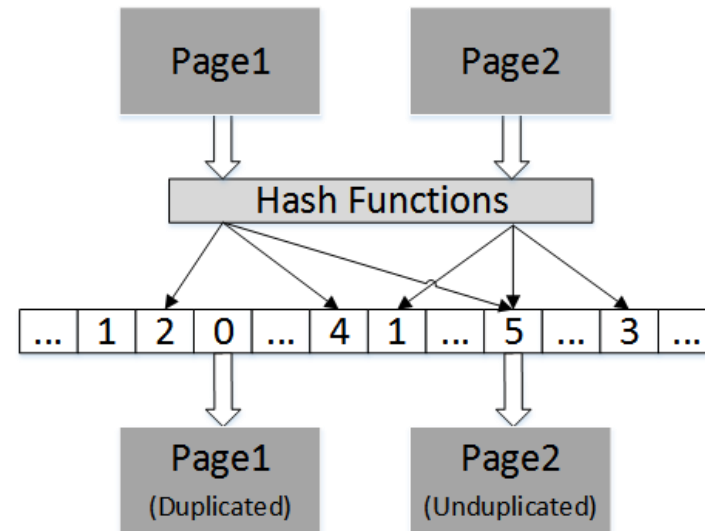 Page1 Page2
Hash Functions
... 1 2 0 ... 4 1 ... 5 ... 3 ...
Page1 Page2
(Duplicated) (Unduplicated)